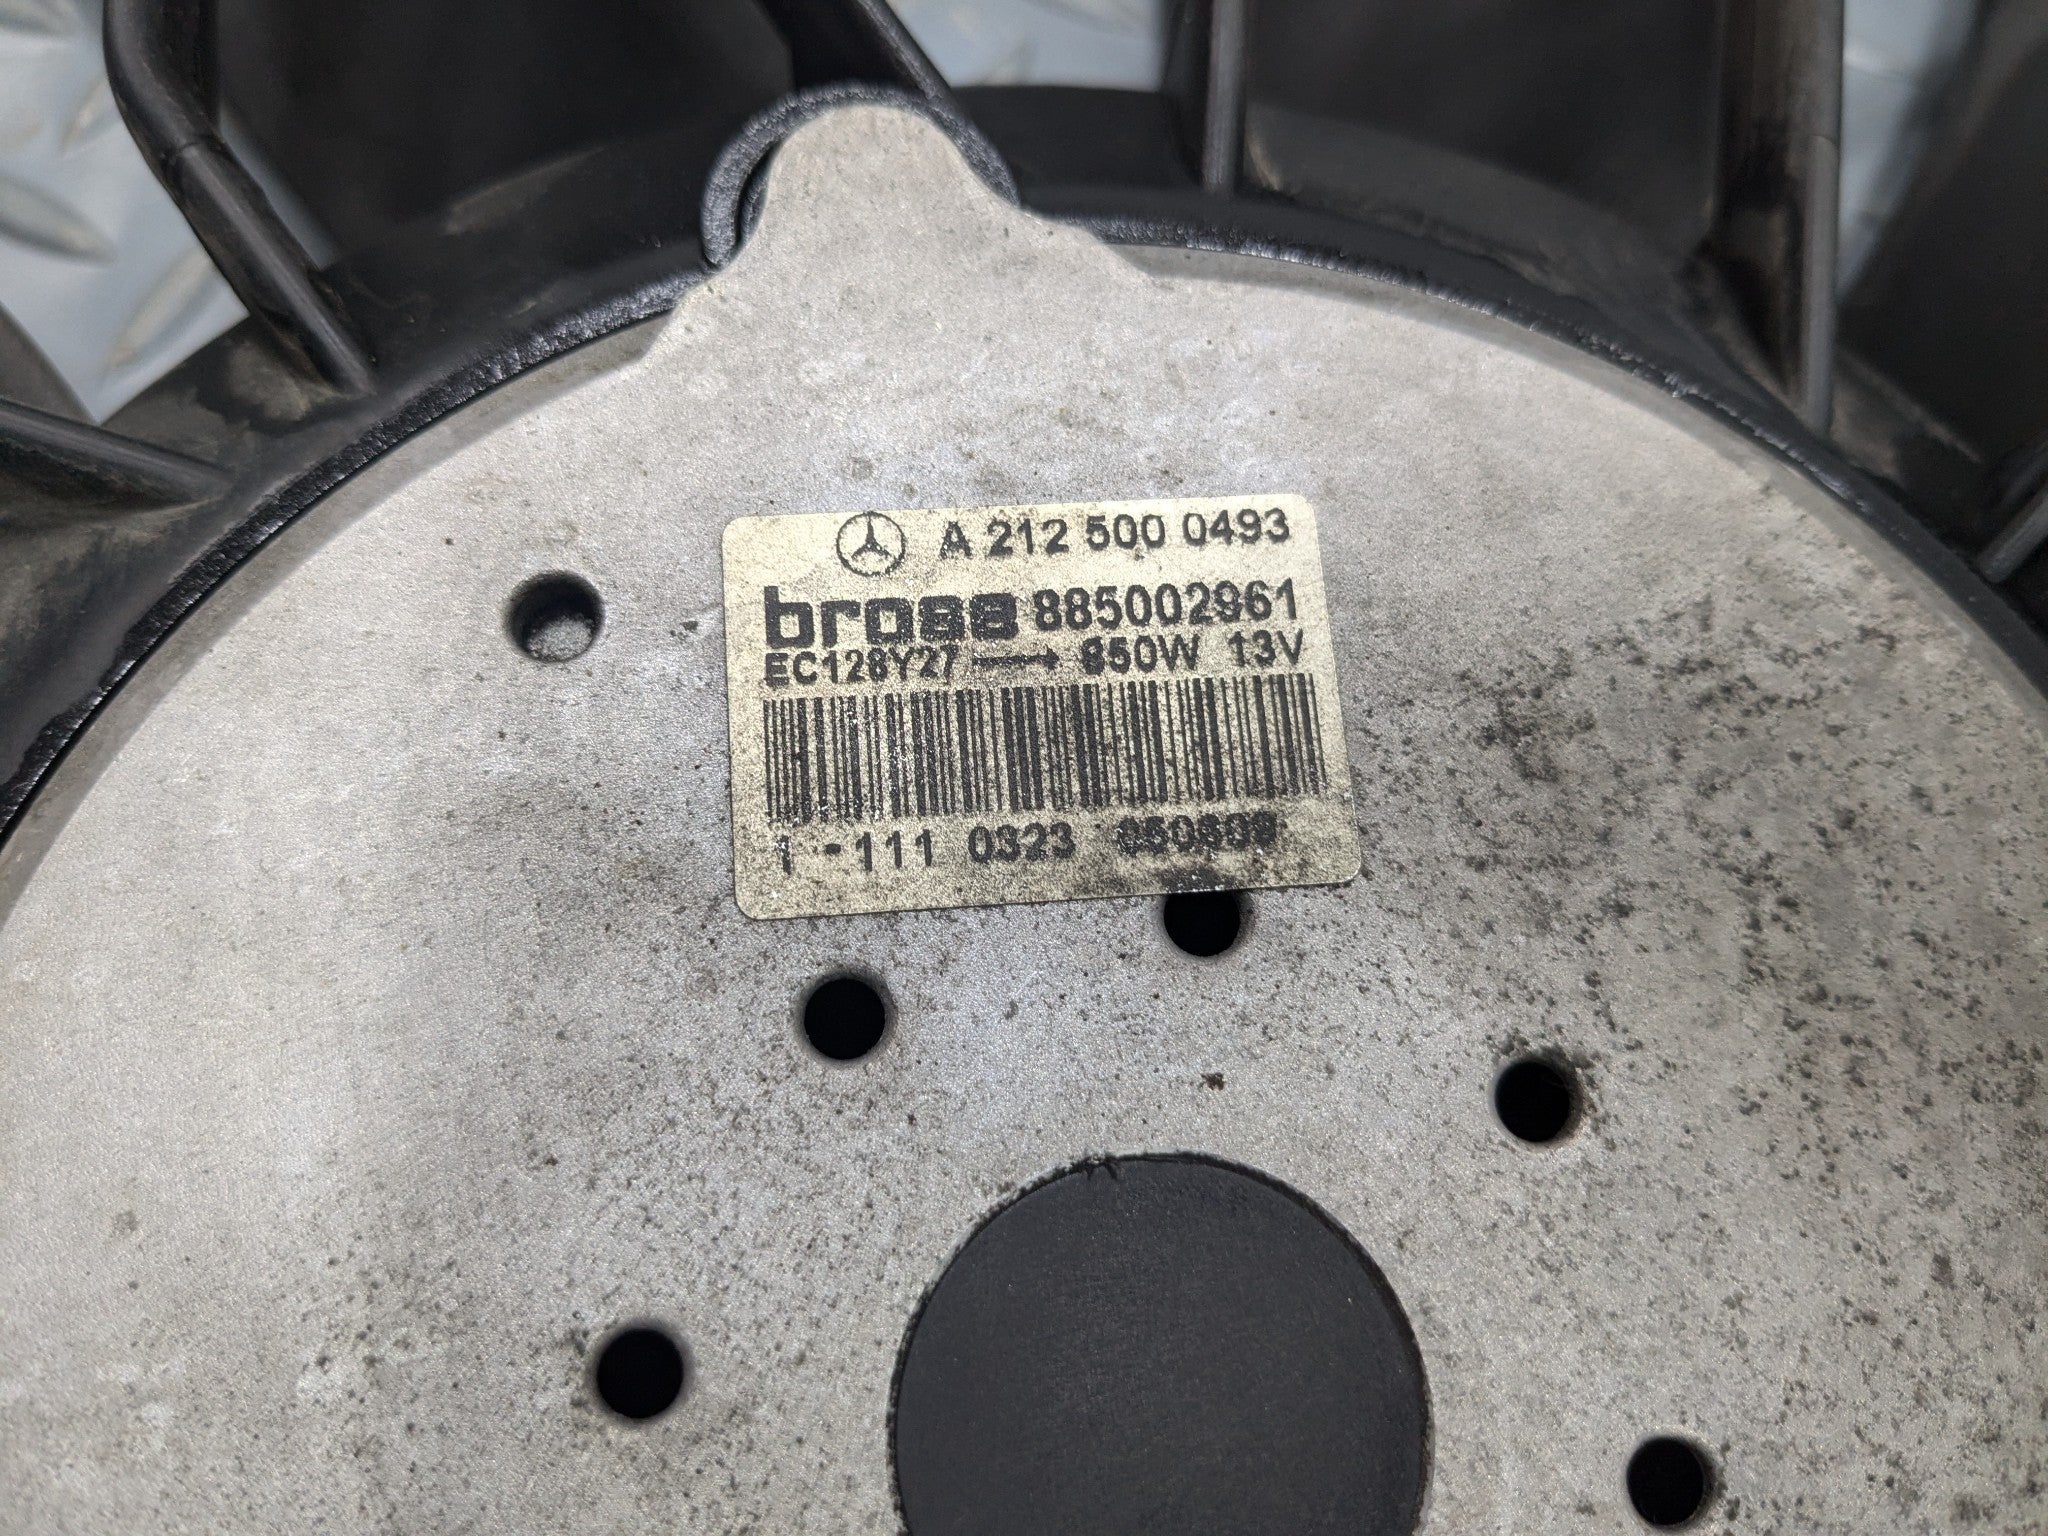 A 212 500 0493
brose 885002961
EC128Y27 850W 13V
1 - 111 0323